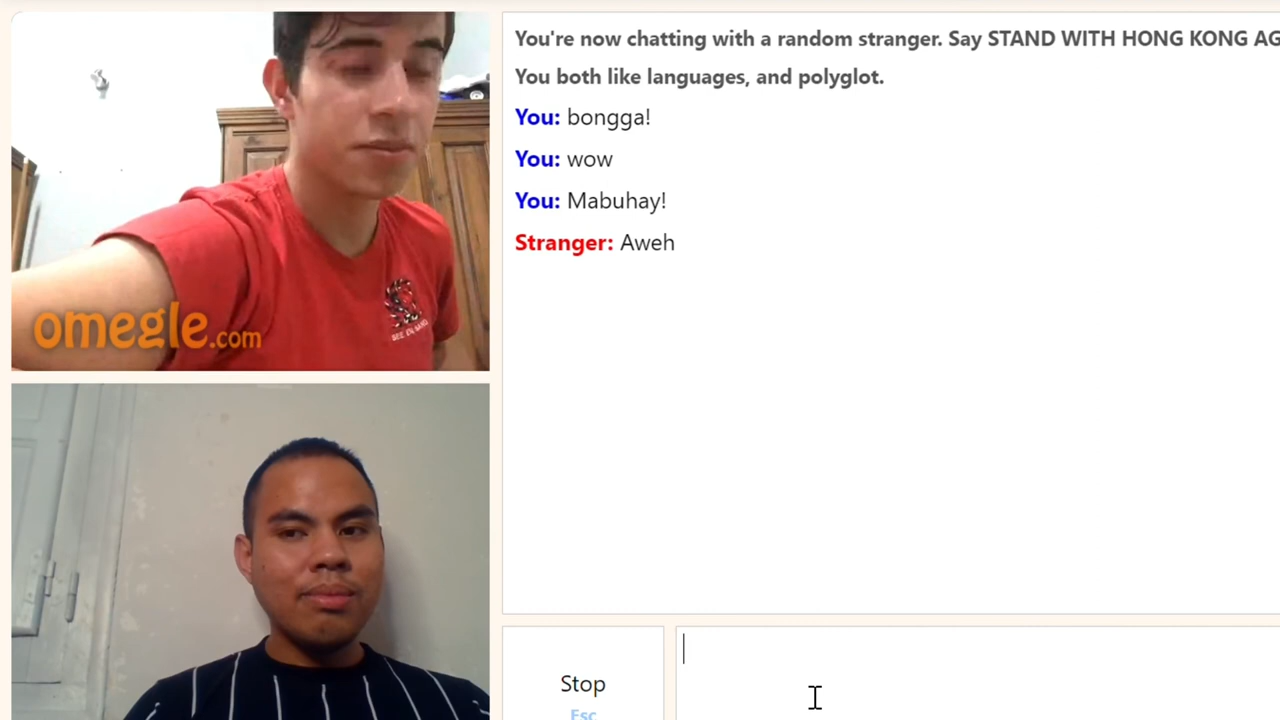 You're now chatting with a random stranger. Say STAND WITH HONG KONG AG
You both like languages, and polyglot.
You: bongga!
You: wow
You: Mabuhay!
Stranger: Aweh
omegle.com
Stop
Esc